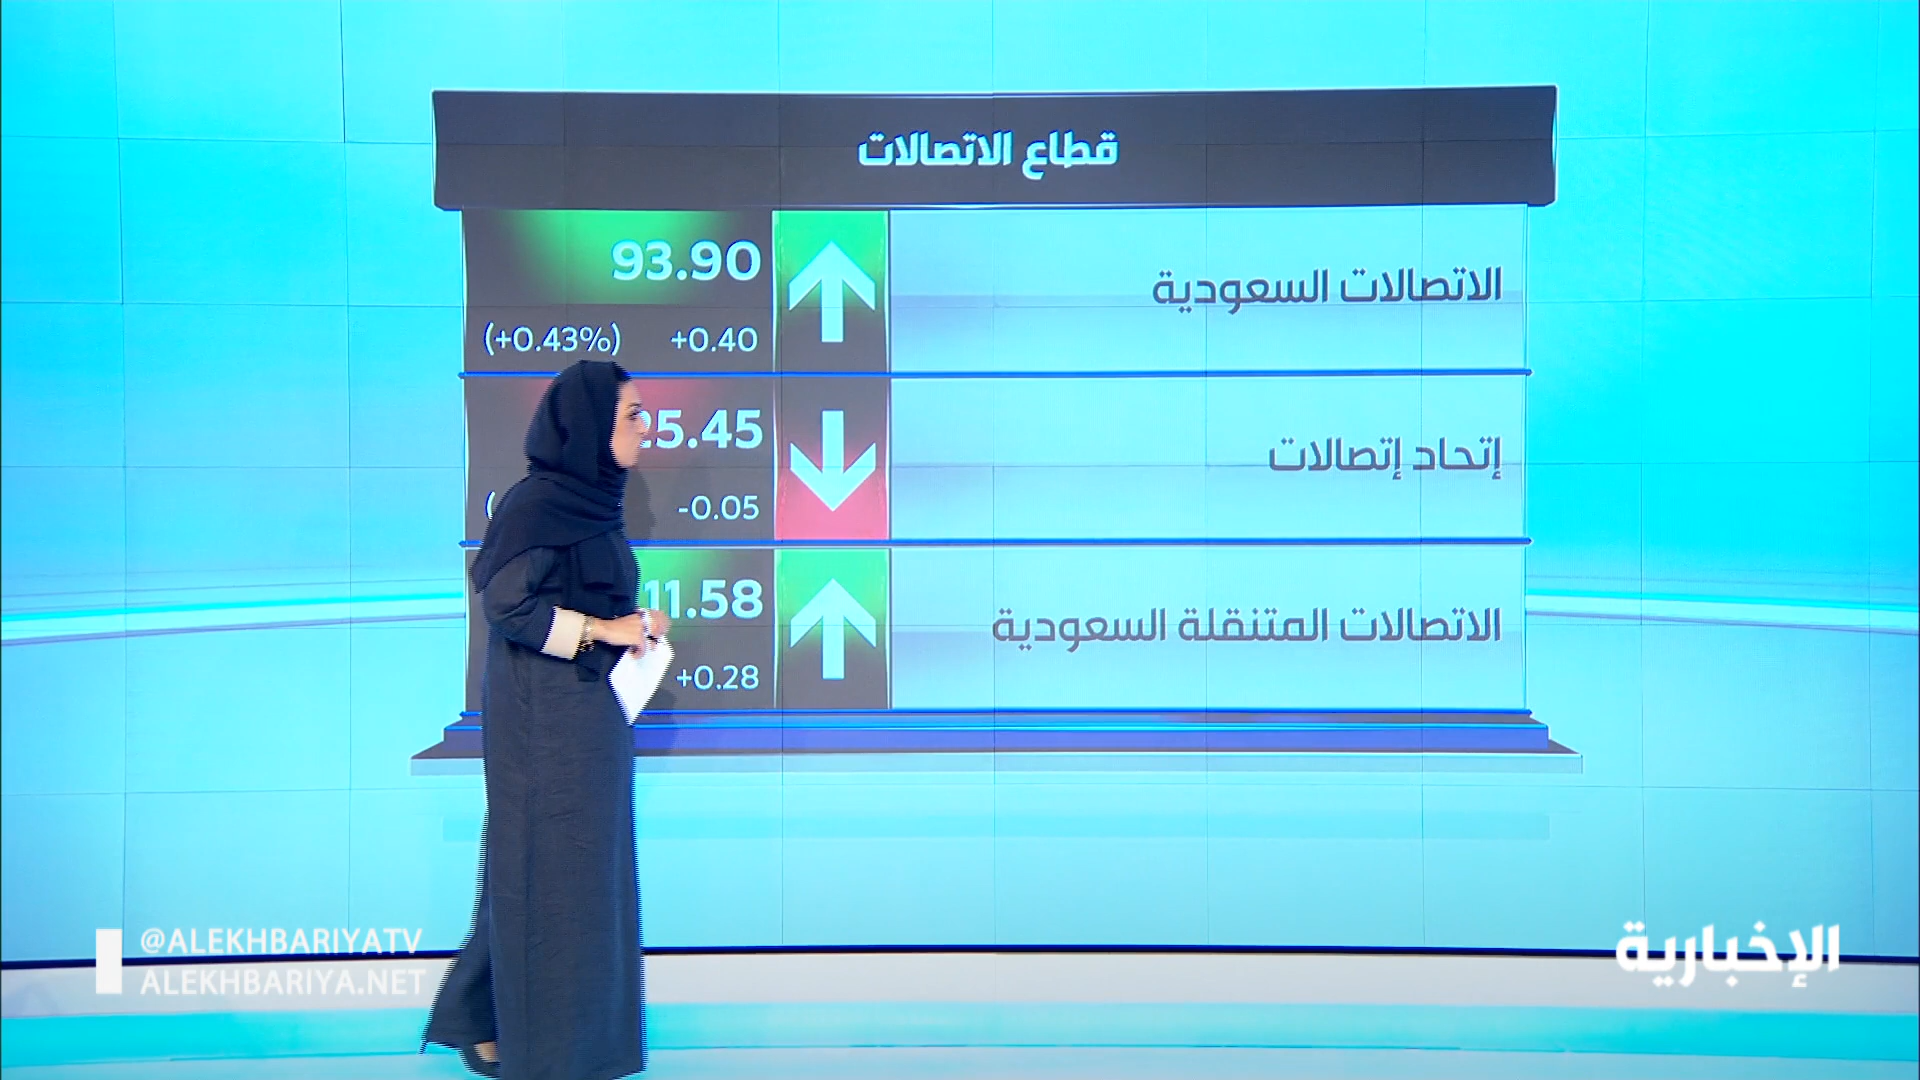 قطاع الاتصالات
الاتصالات السعودية
93.90
+0.40 (+0.43%)
إتحاد إتصالات
25.45
-0.05
الاتصالات المتنقلة السعودية
11.58
+0.28
@ALEKHBARIYATV
ALEKHBARIYA.NET
الإخبارية